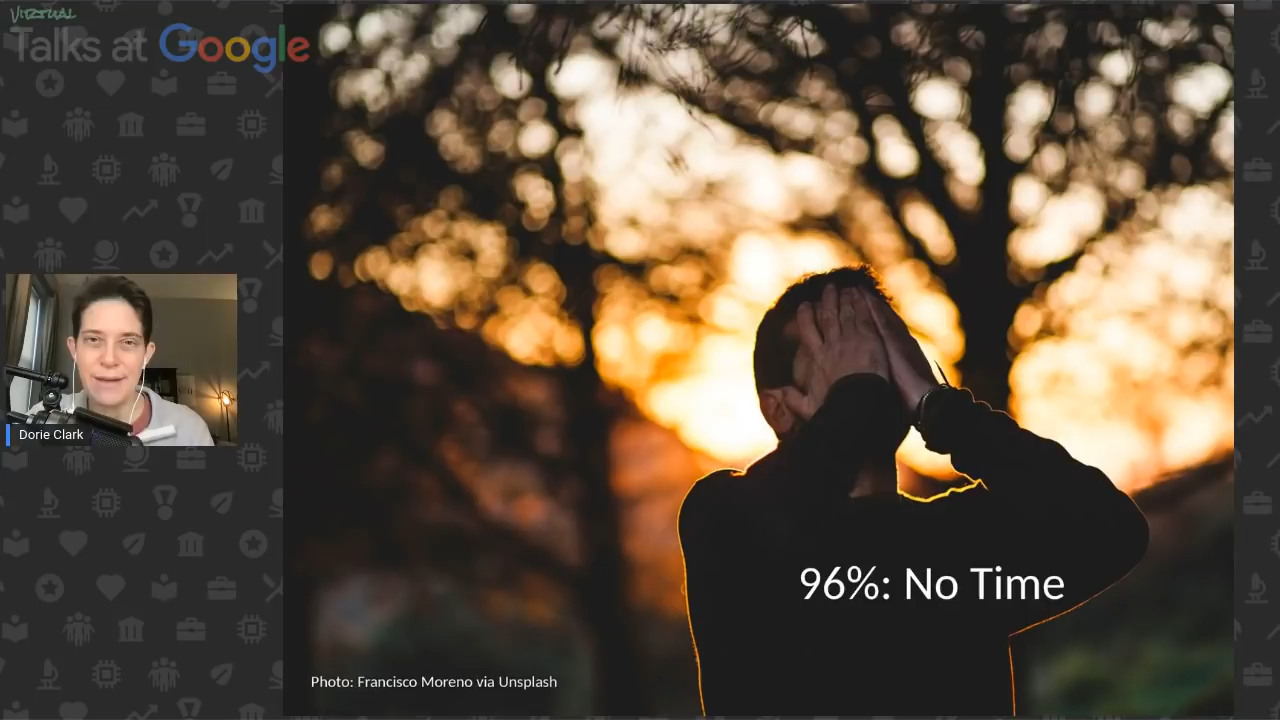 VIRTUAL
Talks at Google
Dorie Clark
96%: No Time
Photo: Francisco Moreno via Unsplash